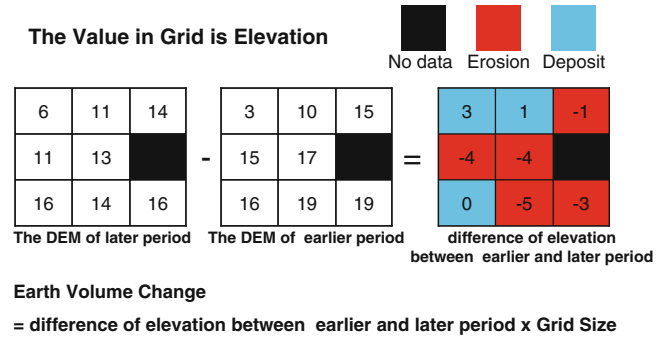 The Value in Grid is Elevation
No data Erosion Deposit
6 11 14 3 10 15 3 1 -1
11 13 - 15 17 = -4 -4
16 14 16 16 19 19 0 -5 -3
The DEM of later period The DEM of earlier period difference of elevation
between earlier and later period
Earth Volume Change
= difference of elevation between earlier and later period x Grid Size